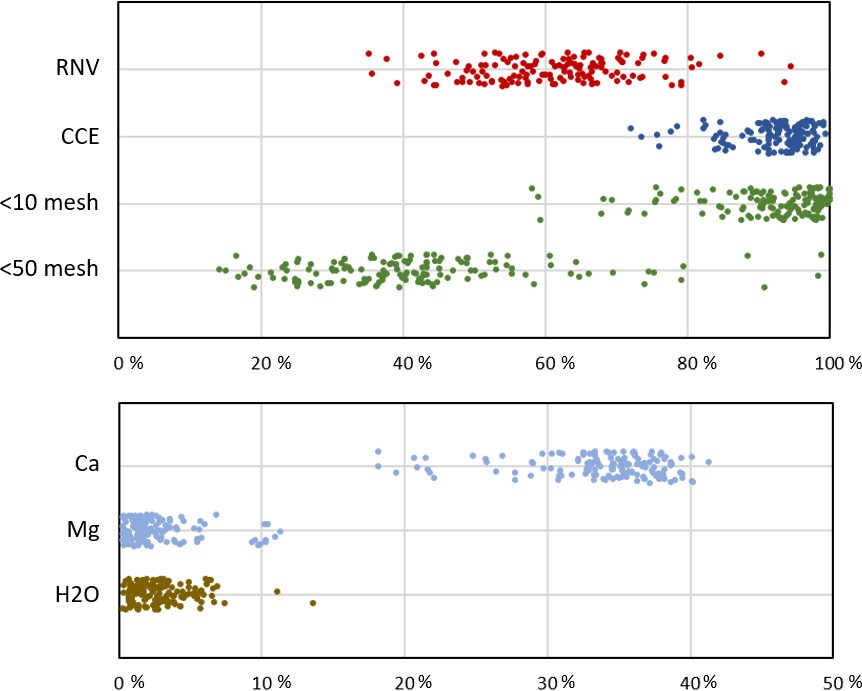 RNV
CCE
<10 mesh
<50 mesh
0 % 20 % 40 % 60 % 80 % 100 %
Ca
Mg
H2O
0 % 10 % 20 % 30 % 40 % 50 %